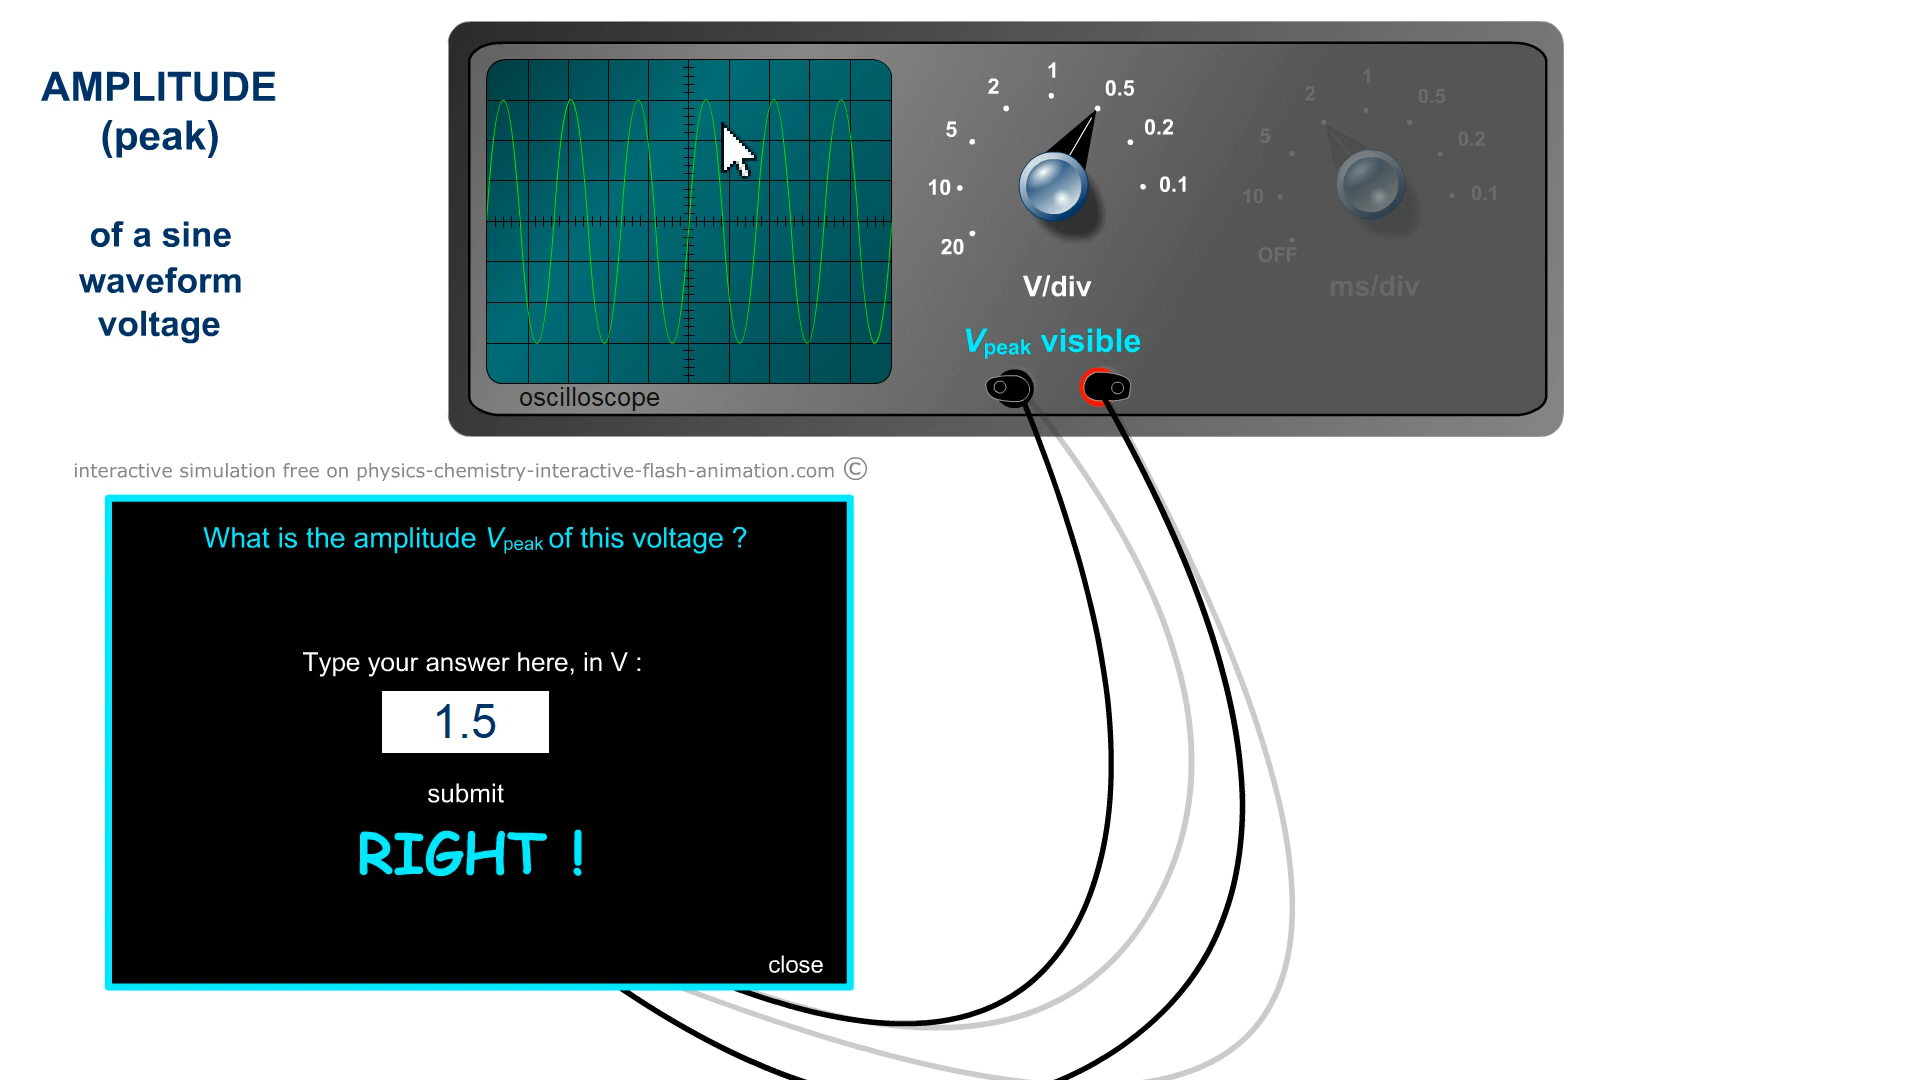 AMPLITUDE
(peak)
of a sine
waveform
voltage
oscilloscope
20
10
5
2
1
0.5
0.2
0.1
V/div
Vpeak visible
OFF
10
5
2
1
0.5
0.2
0.1
ms/div
interactive simulation free on physics-chemistry-interactive-flash-animation.com ©
What is the amplitude Vpeak of this voltage ?
Type your answer here, in V :
1.5
submit
RIGHT !
close